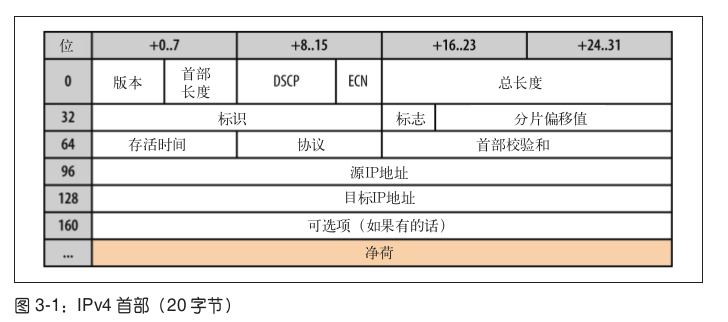 位 +0..7 +8..15 +16..23 +24..31
0 版本 首部长度 DSCP ECN 总长度
32 标识 标志 分片偏移值
64 存活时间 协议 首部校验和
96 源IP地址
128 目标IP地址
160 可选项（如果有的话）
... 净荷
图 3-1：IPv4 首部（20 字节）